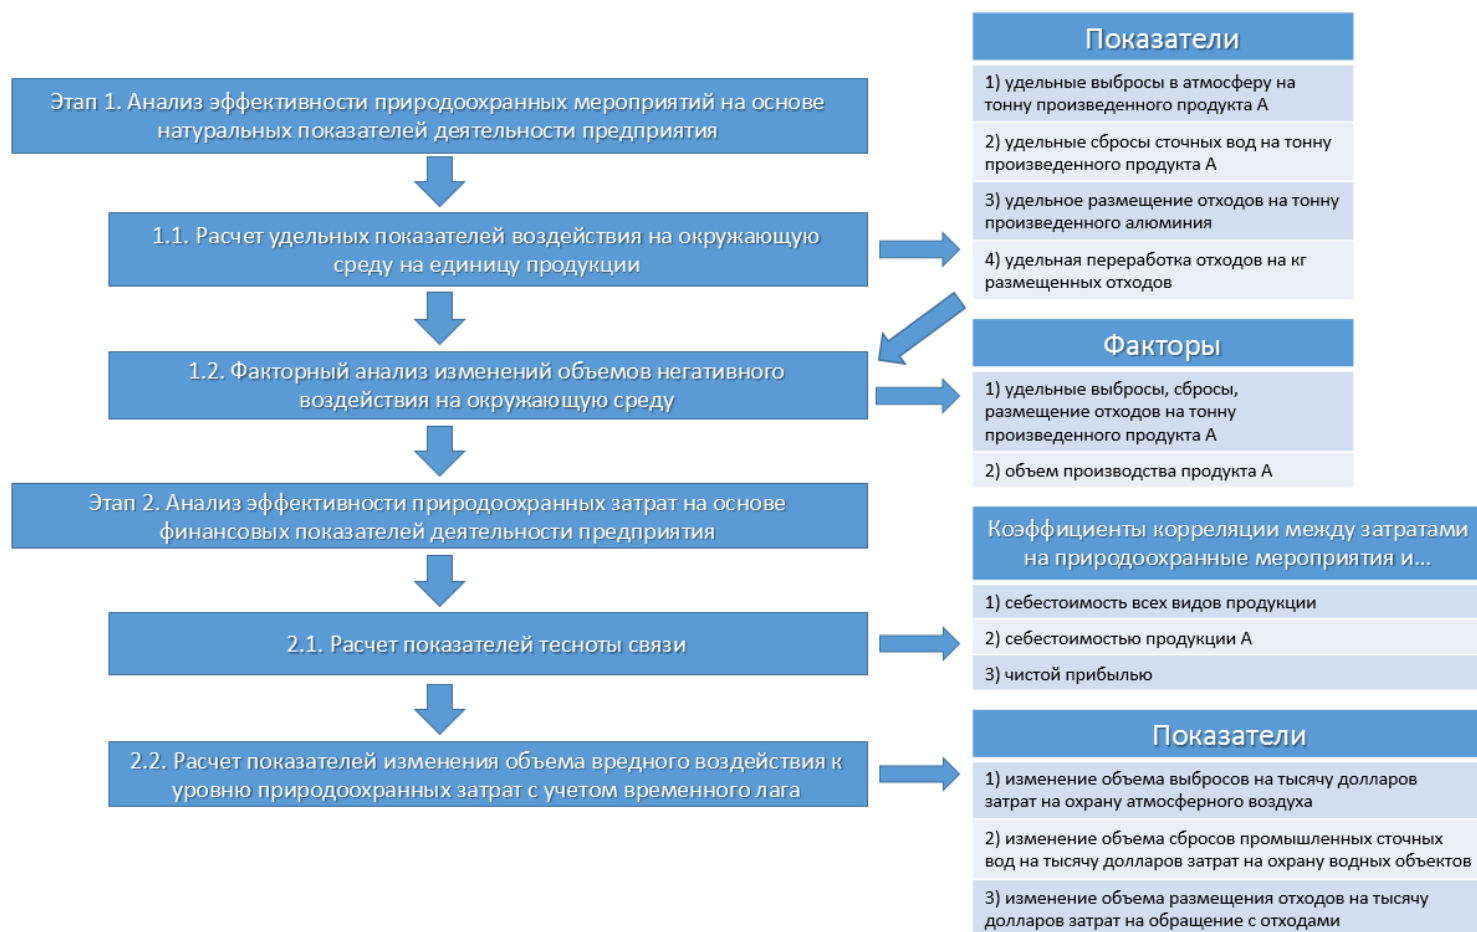 Этап 1. Анализ эффективности природоохранных мероприятий на основе
натуральных показателей деятельности предприятия
1.1. Расчет удельных показателей воздействия на окружающую
среду на единицу продукции
Показатели
1) удельные выбросы в атмосферу на
тонну произведенного продукта А
2) удельные сбросы сточных вод на тонну
произведенного продукта А
3) удельное размещение отходов на тонну
произведенного алюминия
4) удельная переработка отходов на кг
размещенных отходов
1.2. Факторный анализ изменений объемов негативного
воздействия на окружающую среду
Факторы
1) удельные выбросы, сбросы,
размещение отходов на тонну
произведенного продукта А
2) объем производства продукта А
Этап 2. Анализ эффективности природоохранных затрат на основе
финансовых показателей деятельности предприятия
2.1. Расчет показателей тесноты связи
Коэффициенты корреляции между затратами
на природоохранные мероприятия и…
1) себестоимость всех видов продукции
2) себестоимостью продукции А
3) чистой прибылью
2.2. Расчет показателей изменения объема вредного воздействия к
уровню природоохранных затрат с учетом временного лага
Показатели
1) изменение объема выбросов на тысячу долларов
затрат на охрану атмосферного воздуха
2) изменение объема сбросов промышленных сточных
вод на тысячу долларов затрат на охрану водных объектов
3) изменение объема размещения отходов на тысячу
долларов затрат на обращение с отходами